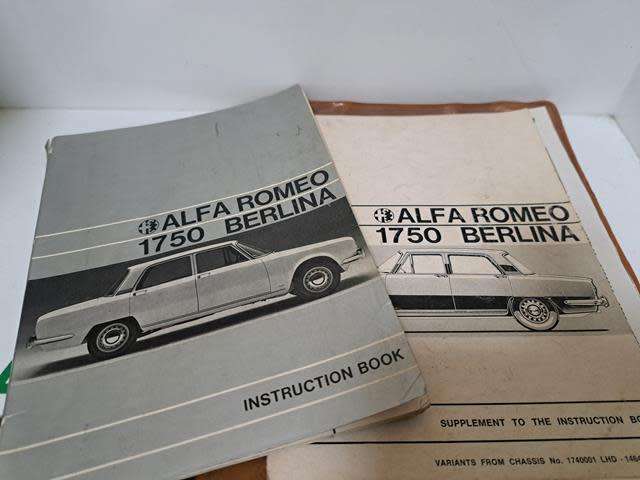 ALFA ROMEO
1750 BERLINA
INSTRUCTION BOOK
ALFA ROMEO
1750 BERLINA
SUPPLEMENT TO THE INSTRUCTION BO
VARIANTS FROM CHASSIS No. 1740001 LHD - 1464